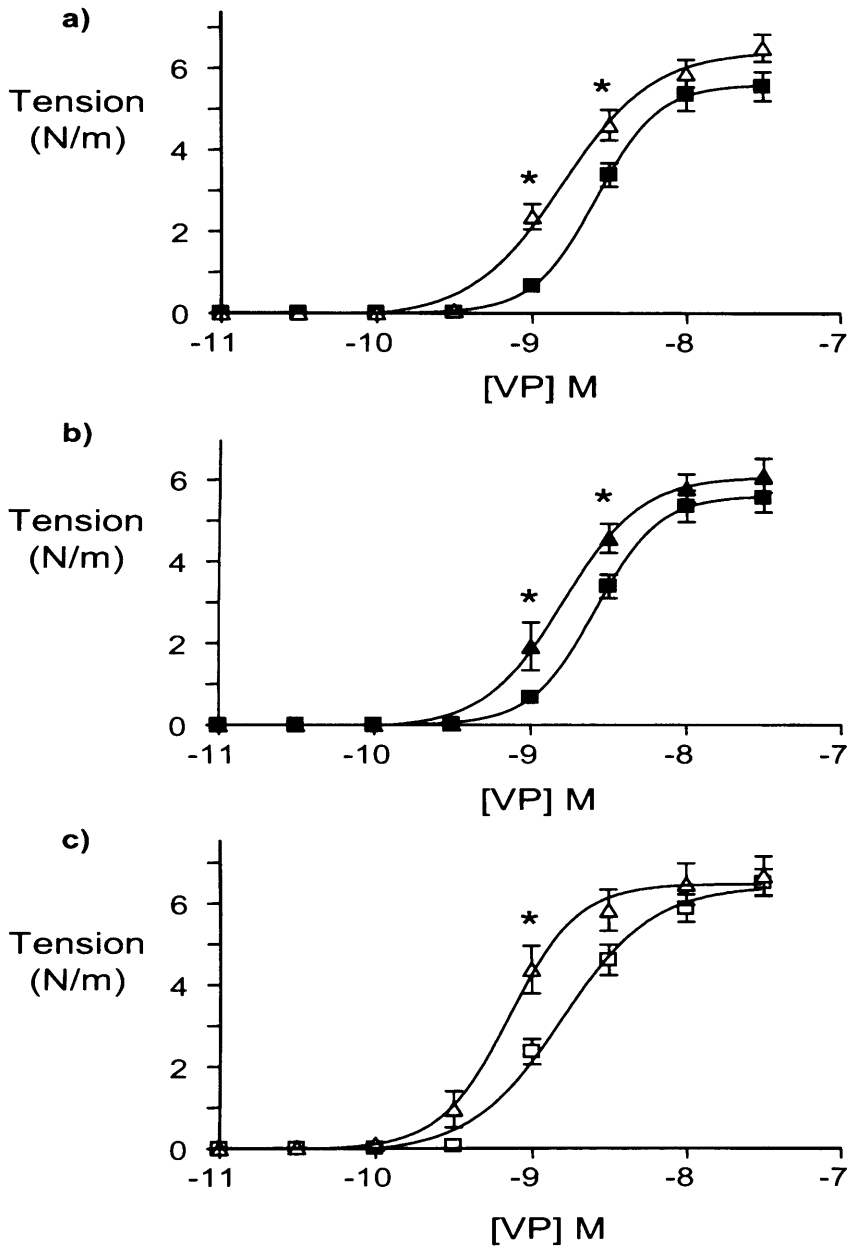 a)
Tension
(N/m)
6
4
2
0
-11 -10 -9 -8 -7
* *
[VP] M
b)
Tension
(N/m)
6
4
2
0
-11 -10 -9 -8 -7
* *
[VP] M
c)
Tension
(N/m)
6
4
2
0
-11 -10 -9 -8 -7
*
[VP] M